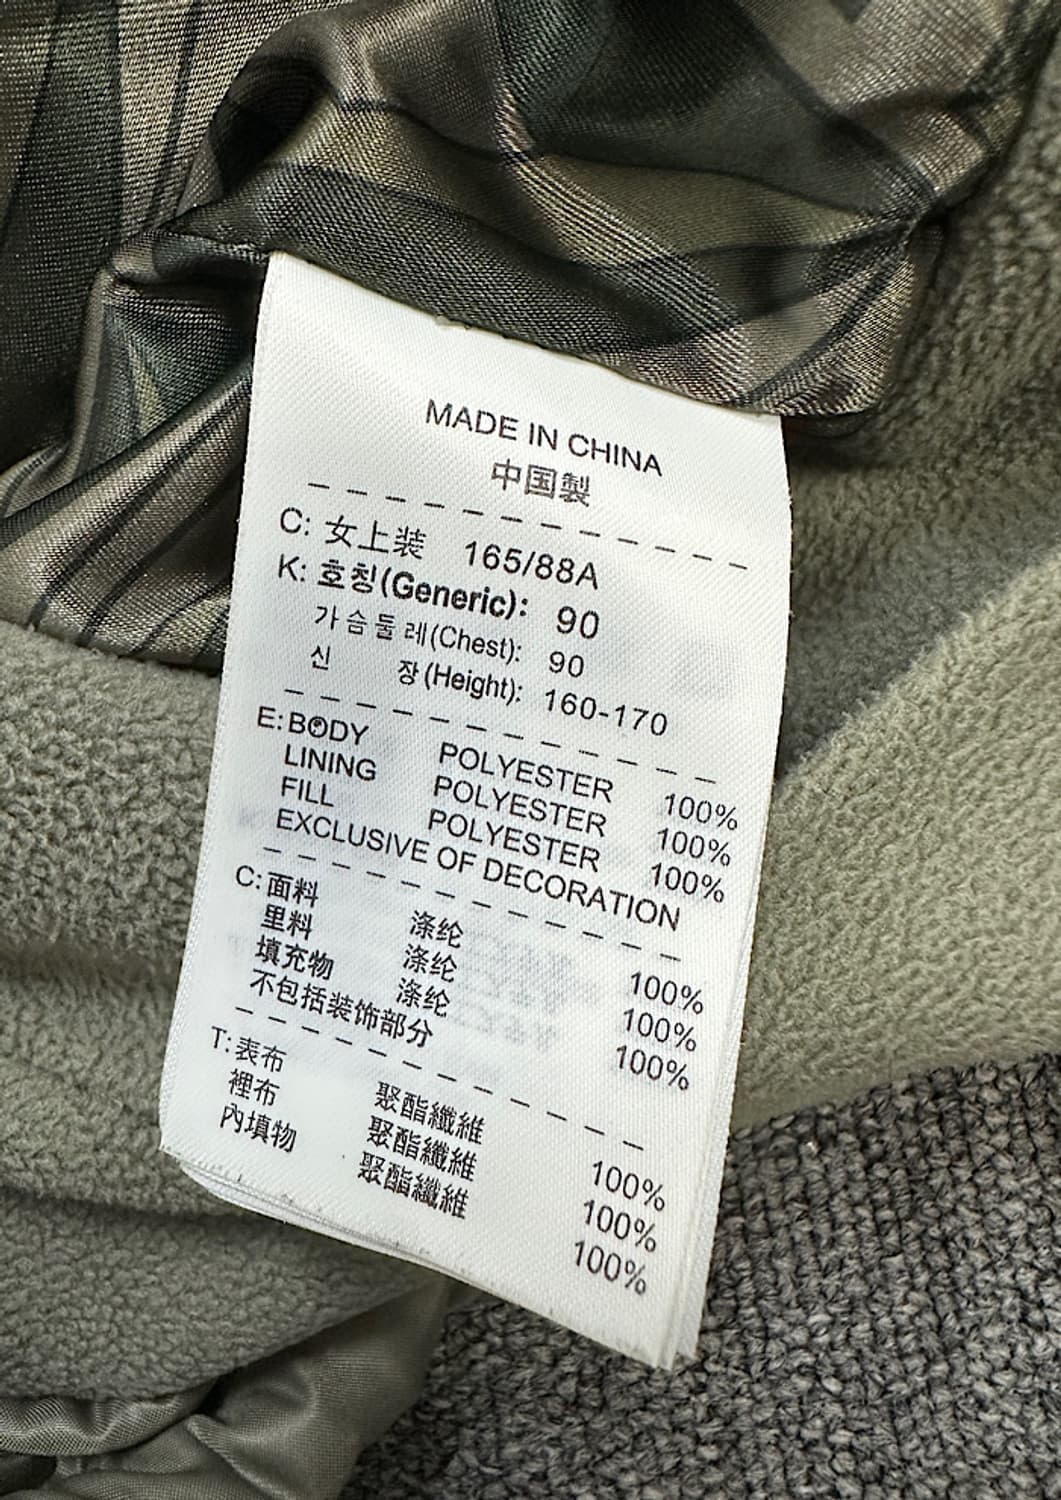 MADE IN CHINA
中国製
C: 女上装 165/88A
K: 호칭(Generic): 90
가슴둘레(Chest): 90
신 장(Height): 160-170
E: BODY POLYESTER 100%
LINING POLYESTER 100%
FILL POLYESTER 100%
EXCLUSIVE OF DECORATION
C: 面料 涤纶 100%
里料 涤纶 100%
填充物 涤纶 100%
不包括装饰部分
T: 表布 聚酯纖維 100%
裡布 聚酯纖維 100%
內填物 聚酯纖維 100%